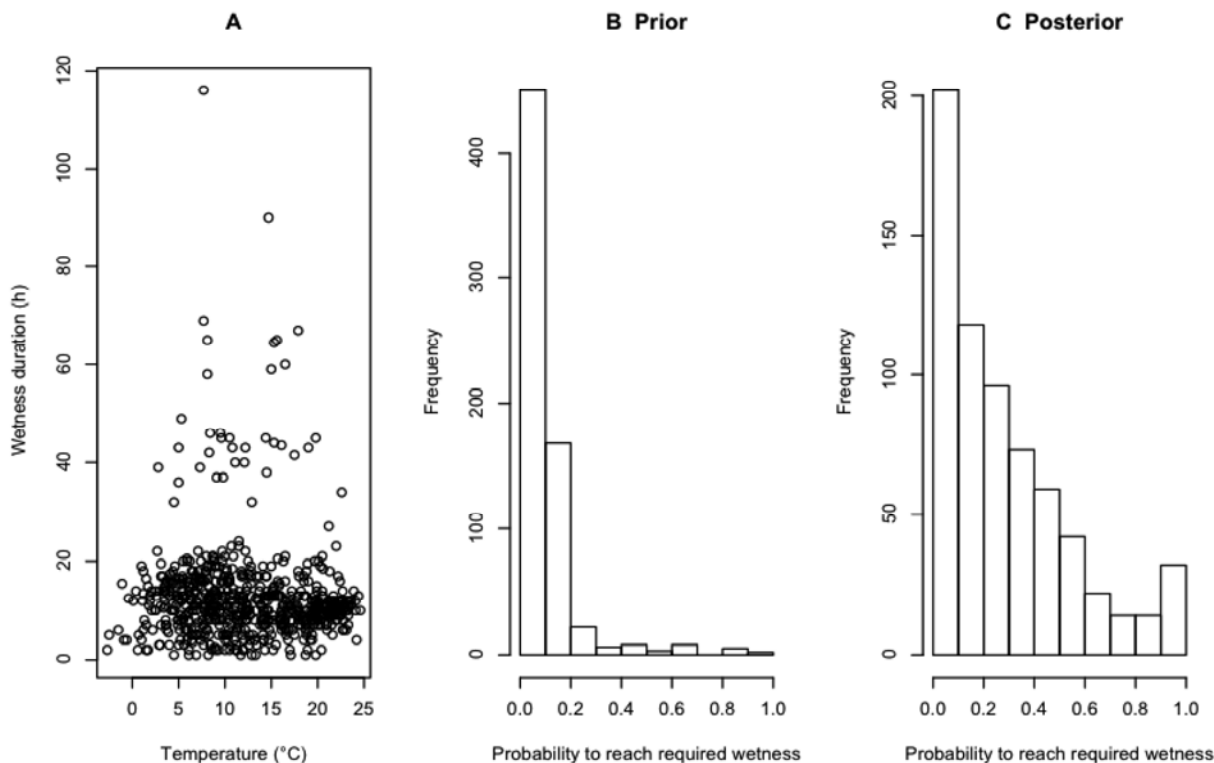 A
Wetness duration (h)
0
20
40
60
80
100
120
0 5 10 15 20 25
Temperature (°C)
B Prior
Frequency
0
100
200
300
400
0.0 0.2 0.4 0.6 0.8 1.0
Probability to reach required wetness
C Posterior
Frequency
0
50
100
150
200
0.0 0.2 0.4 0.6 0.8 1.0
Probability to reach required wetness